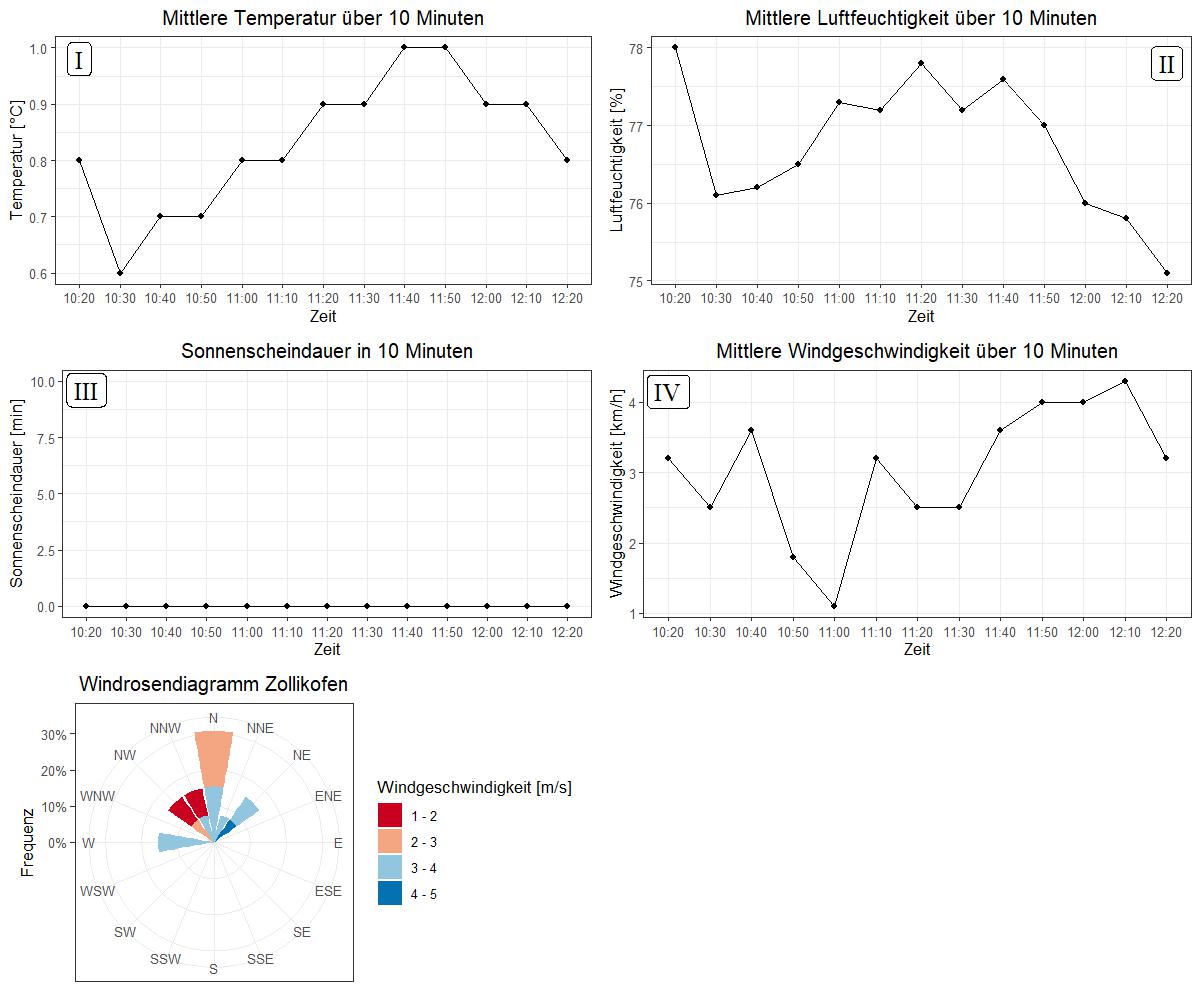 Mittlere Temperatur über 10 Minuten
I
Temperatur [°C]
1.0
0.9
0.8
0.7
0.6
10:20 10:30 10:40 10:50 11:00 11:10 11:20 11:30 11:40 11:50 12:00 12:10 12:20
Zeit
Mittlere Luftfeuchtigkeit über 10 Minuten
II
Luftfeuchtigkeit [%]
78
77
76
75
10:20 10:30 10:40 10:50 11:00 11:10 11:20 11:30 11:40 11:50 12:00 12:10 12:20
Zeit
Sonnenscheindauer in 10 Minuten
III
Sonnenscheindauer [min]
10.0
7.5
5.0
2.5
0.0
10:20 10:30 10:40 10:50 11:00 11:10 11:20 11:30 11:40 11:50 12:00 12:10 12:20
Zeit
Mittlere Windgeschwindigkeit über 10 Minuten
IV
Windgeschwindigkeit [km/h]
4
3
2
1
10:20 10:30 10:40 10:50 11:00 11:10 11:20 11:30 11:40 11:50 12:00 12:10 12:20
Zeit
Windrosendiagramm Zollikofen
Frequenz
30%
20%
10%
0%
N
NNE
NE
ENE
E
ESE
SE
SSE
S
SSW
SW
WSW
W
WNW
NW
NNW
Windgeschwindigkeit [m/s]
1 - 2
2 - 3
3 - 4
4 - 5